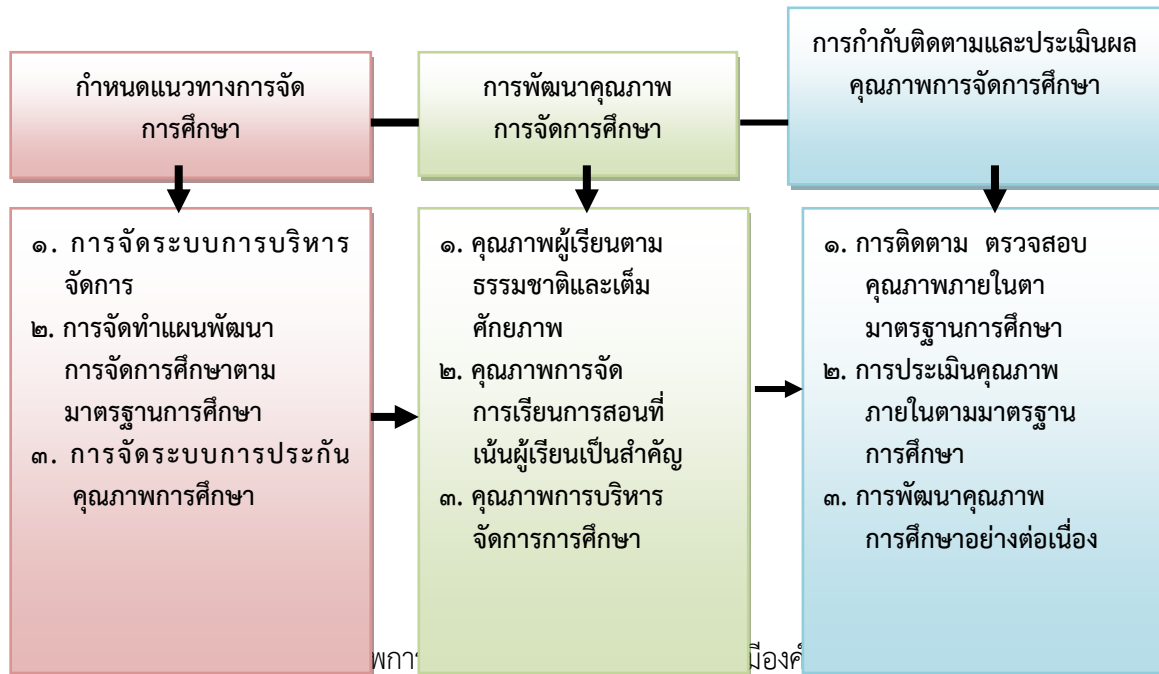 กำหนดแนวทางการจัด
การศึกษา
การพัฒนาคุณภาพ
การจัดการศึกษา
การกำกับติดตามและประเมินผล
คุณภาพการจัดการศึกษา
๑. การจัดระบบการบริหาร
จัดการ
๒. การจัดทำแผนพัฒนา
การจัดการศึกษาตาม
มาตรฐานการศึกษา
๓. การจัดระบบการประกัน
คุณภาพการศึกษา
๑. คุณภาพผู้เรียนตาม
ธรรมชาติและเต็ม
ศักยภาพ
๒. คุณภาพการจัด
การเรียนการสอนที่
เน้นผู้เรียนเป็นสำคัญ
๓. คุณภาพการบริหาร
จัดการการศึกษา
๑. การติดตาม ตรวจสอบ
คุณภาพภายในตา
มาตรฐานการศึกษา
๒. การประเมินคุณภาพ
ภายในตามมาตรฐาน
การศึกษา
๓. การพัฒนาคุณภาพ
การศึกษาอย่างต่อเนื่อง